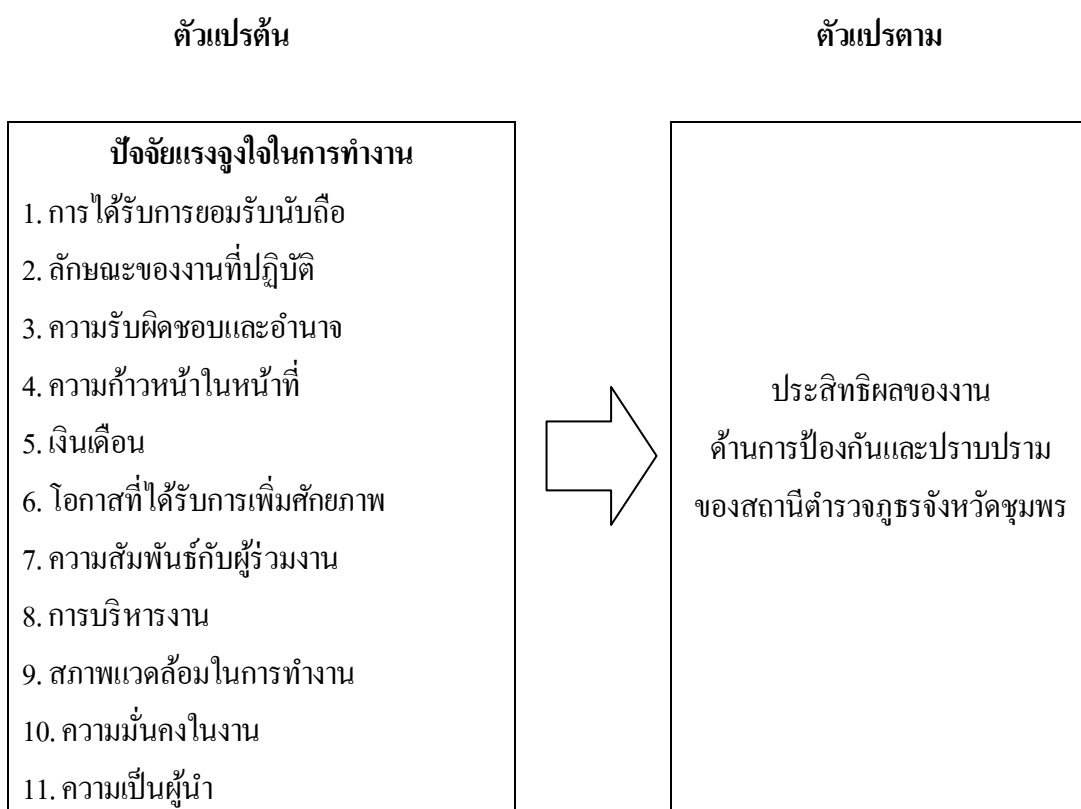 ตัวแปรต้น
ตัวแปรตาม
ปัจจัยแรงจูงใจในการทำงาน
1. การได้รับการยอมรับนับถือ
2. ลักษณะของงานที่ปฏิบัติ
3. ความรับผิดชอบและอำนาจ
4. ความก้าวหน้าในหน้าที่
5. เงินเดือน
6. โอกาสที่ได้รับการเพิ่มศักยภาพ
7. ความสัมพันธ์กับผู้ร่วมงาน
8. การบริหารงาน
9. สภาพแวดล้อมในการทำงาน
10. ความมั่นคงในงาน
11. ความเป็นผู้นำ
ประสิทธิผลของงาน
ด้านการป้องกันและปราบปราม
ของสถานีตำรวจภูธรจังหวัดชุมพร